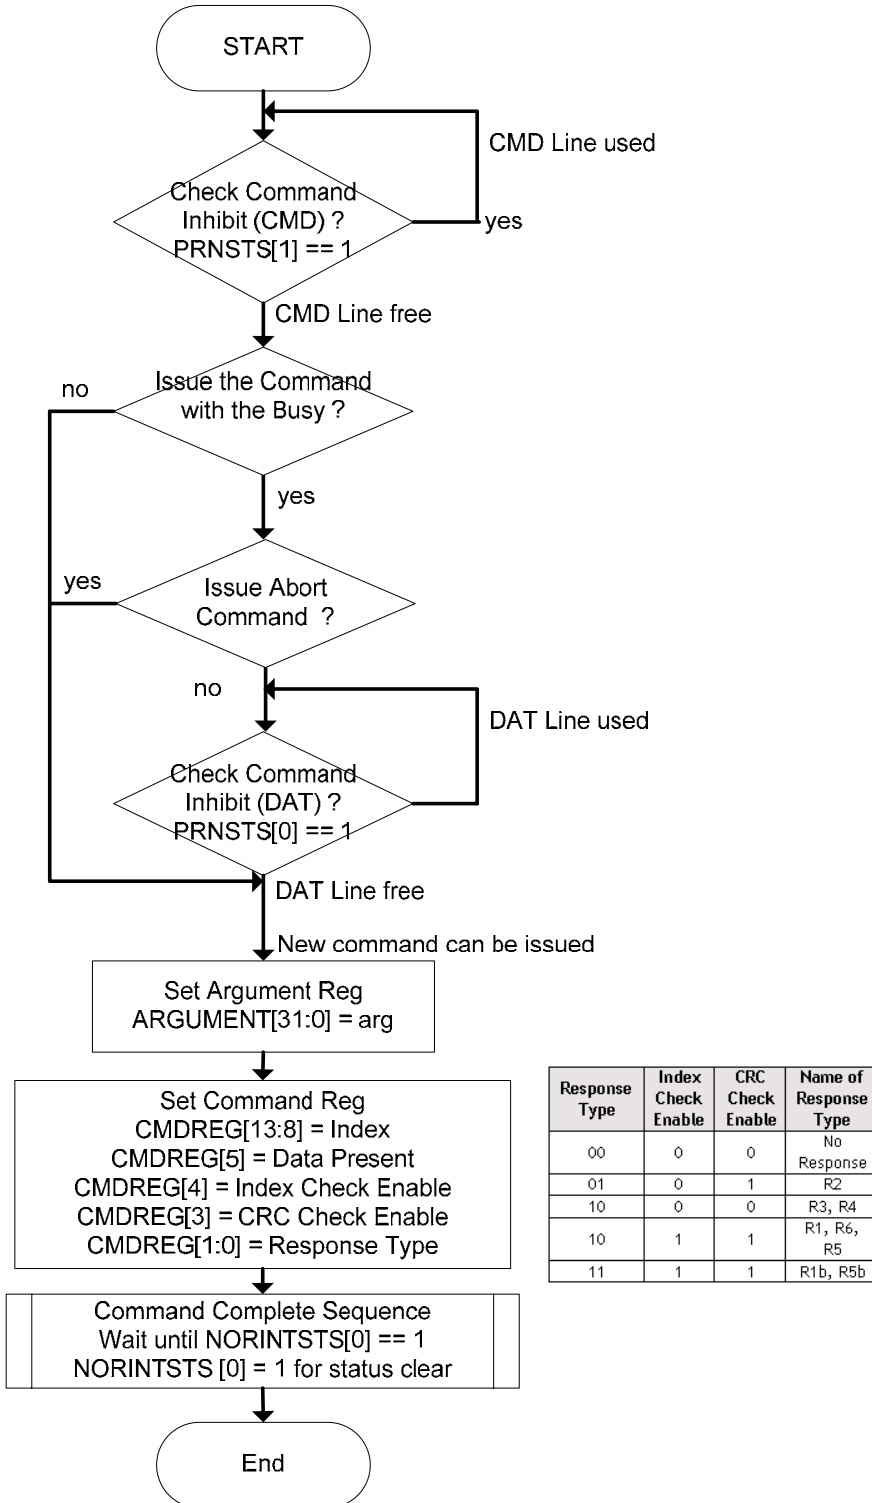 START
CMD Line used
Check Command
Inhibit (CMD) ?
PRNSTS[1] == 1
yes
CMD Line free
Issue the Command
with the Busy ?
no
yes
Issue Abort
Command ?
yes
no
DAT Line used
Check Command
Inhibit (DAT) ?
PRNSTS[0] == 1
DAT Line free
New command can be issued
Set Argument Reg
ARGUMENT[31:0] = arg
Set Command Reg
CMDREG[13:8] = Index
CMDREG[5] = Data Present
CMDREG[4] = Index Check Enable
CMDREG[3] = CRC Check Enable
CMDREG[1:0] = Response Type
Command Complete Sequence
Wait until NORINTSTS[0] == 1
NORINTSTS [0] = 1 for status clear
End
Response Type Index Check Enable CRC Check Enable Name of Response Type
00 0 0 No Response
01 0 1 R2
10 0 0 R3, R4
10 1 1 R1, R6, R5
11 1 1 R1b, R5b